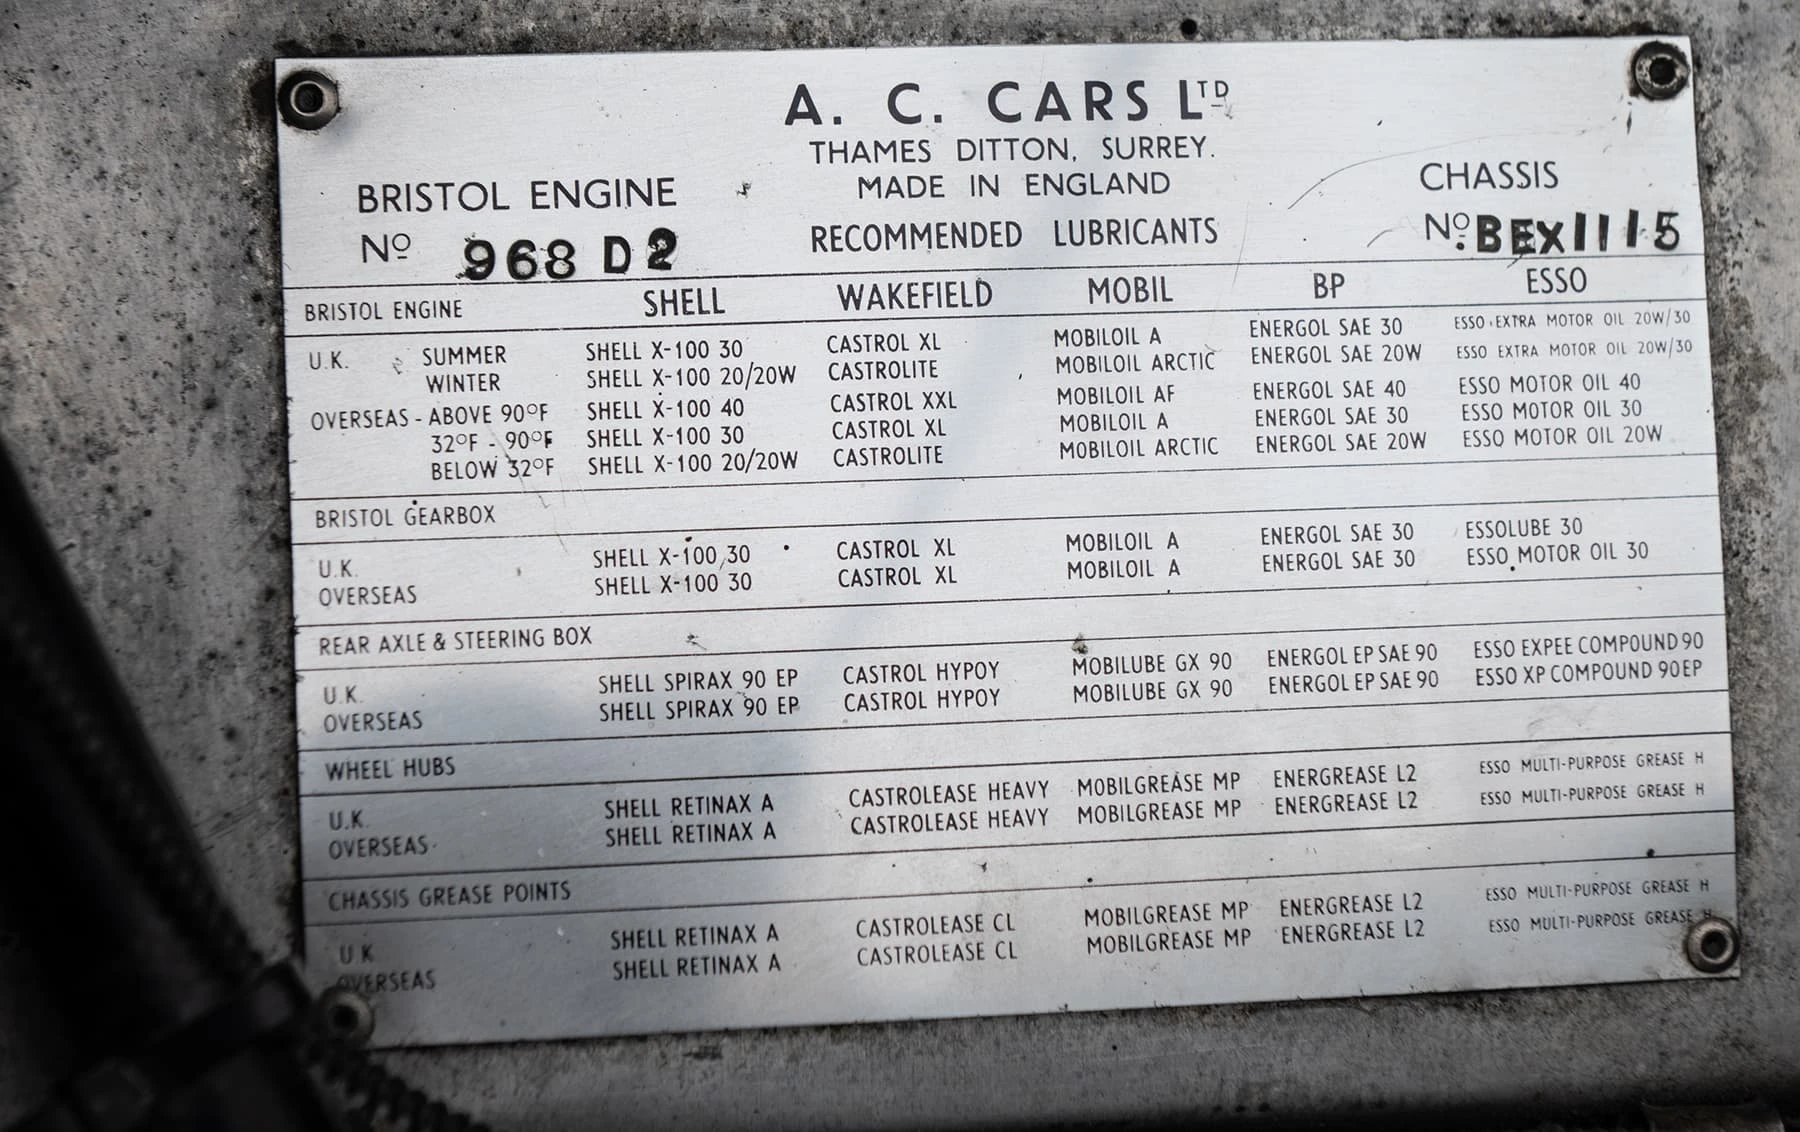 A. C. CARS LTD
THAMES DITTON, SURREY.
MADE IN ENGLAND
BRISTOL ENGINE
No 968 D2
CHASSIS
No. BEX1115
RECOMMENDED LUBRICANTS
BRISTOL ENGINE SHELL WAKEFIELD MOBIL BP ESSO
U.K. SUMMER SHELL X-100 30 CASTROL XL MOBILOIL A ENERGOL SAE 30 ESSO EXTRA MOTOR OIL 20W/30
WINTER SHELL X-100 20/20W CASTROLITE MOBILOIL ARCTIC ENERGOL SAE 20W ESSO EXTRA MOTOR OIL 20W/30
OVERSEAS - ABOVE 90°F SHELL X-100 40 CASTROL XXL MOBILOIL AF ENERGOL SAE 40 ESSO MOTOR OIL 40
32°F - 90°F SHELL X-100 30 CASTROL XL MOBILOIL A ENERGOL SAE 30 ESSO MOTOR OIL 30
BELOW 32°F SHELL X-100 20/20W CASTROLITE MOBILOIL ARCTIC ENERGOL SAE 20W ESSO MOTOR OIL 20W
BRISTOL GEARBOX
U.K. SHELL X-100 30 CASTROL XL MOBILOIL A ENERGOL SAE 30 ESSOLUBE 30
OVERSEAS SHELL X-100 30 CASTROL XL MOBILOIL A ENERGOL SAE 30 ESSO MOTOR OIL 30
REAR AXLE & STEERING BOX
U.K. SHELL SPIRAX 90 EP CASTROL HYPOY MOBILUBE GX 90 ENERGOL EP SAE 90 ESSO EXPEE COMPOUND 90
OVERSEAS SHELL SPIRAX 90 EP CASTROL HYPOY MOBILUBE GX 90 ENERGOL EP SAE 90 ESSO XP COMPOUND 90 EP
WHEEL HUBS
U.K. SHELL RETINAX A CASTROLEASE HEAVY MOBILGREASE MP ENERGREASE L2 ESSO MULTI-PURPOSE GREASE H
OVERSEAS SHELL RETINAX A CASTROLEASE HEAVY MOBILGREASE MP ENERGREASE L2 ESSO MULTI-PURPOSE GREASE H
CHASSIS GREASE POINTS
U K SHELL RETINAX A CASTROLEASE CL MOBILGREASE MP ENERGREASE L2 ESSO MULTI-PURPOSE GREASE H
OVERSEAS SHELL RETINAX A CASTROLEASE CL MOBILGREASE MP ENERGREASE L2 ESSO MULTI-PURPOSE GREASE H